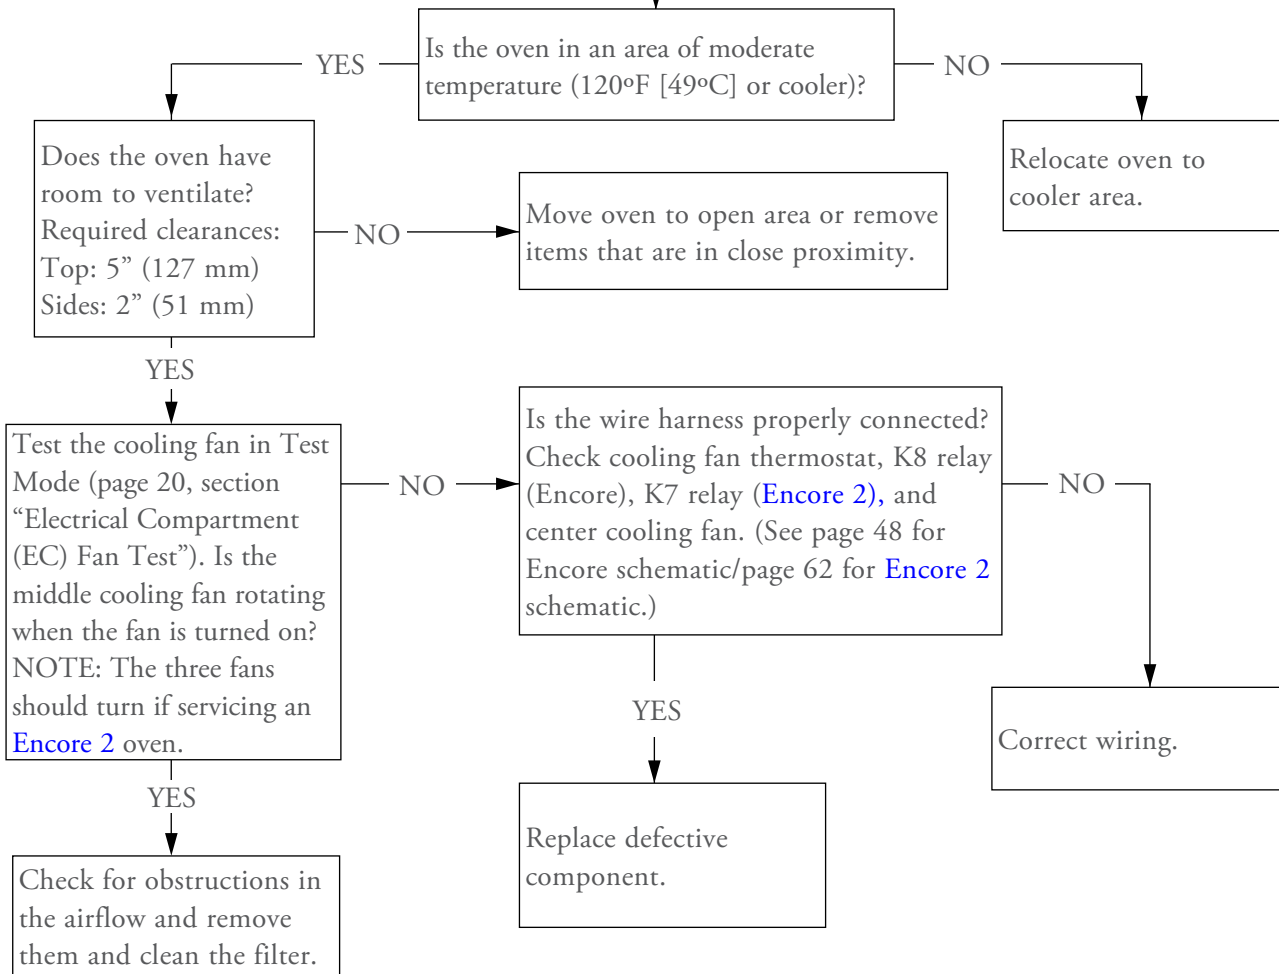 Is the oven in an area of moderate
temperature (120ºF [49ºC] or cooler)?
YES
NO
Does the oven have
room to ventilate?
Required clearances:
Top: 5” (127 mm)
Sides: 2” (51 mm)
NO
Move oven to open area or remove
items that are in close proximity.
Relocate oven to
cooler area.
YES
Test the cooling fan in Test
Mode (page 20, section
“Electrical Compartment
(EC) Fan Test”). Is the
middle cooling fan rotating
when the fan is turned on?
NOTE: The three fans
should turn if servicing an
Encore 2 oven.
NO
Is the wire harness properly connected?
Check cooling fan thermostat, K8 relay
(Encore), K7 relay (Encore 2), and
center cooling fan. (See page 48 for
Encore schematic/page 62 for Encore 2
schematic.)
NO
YES
Correct wiring.
YES
Replace defective
component.
Check for obstructions in
the airflow and remove
them and clean the filter.